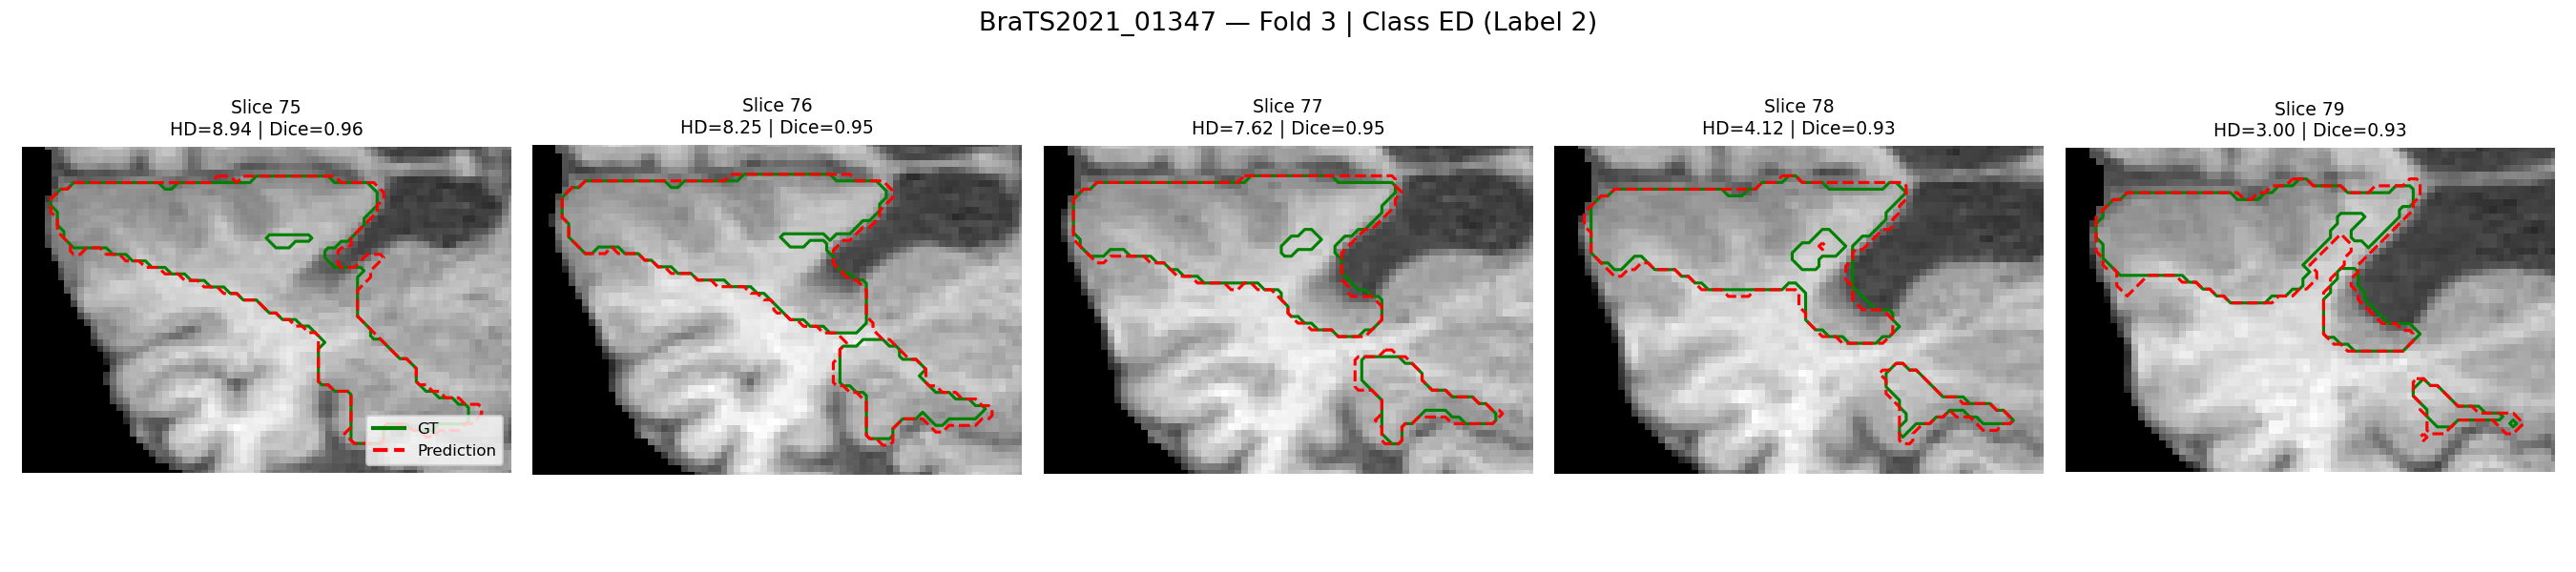 BraTS2021_01347 — Fold 3 | Class ED (Label 2)
Slice 75
HD=8.94 | Dice=0.96
Slice 76
HD=8.25 | Dice=0.95
Slice 77
HD=7.62 | Dice=0.95
Slice 78
HD=4.12 | Dice=0.93
Slice 79
HD=3.00 | Dice=0.93
GT
Prediction